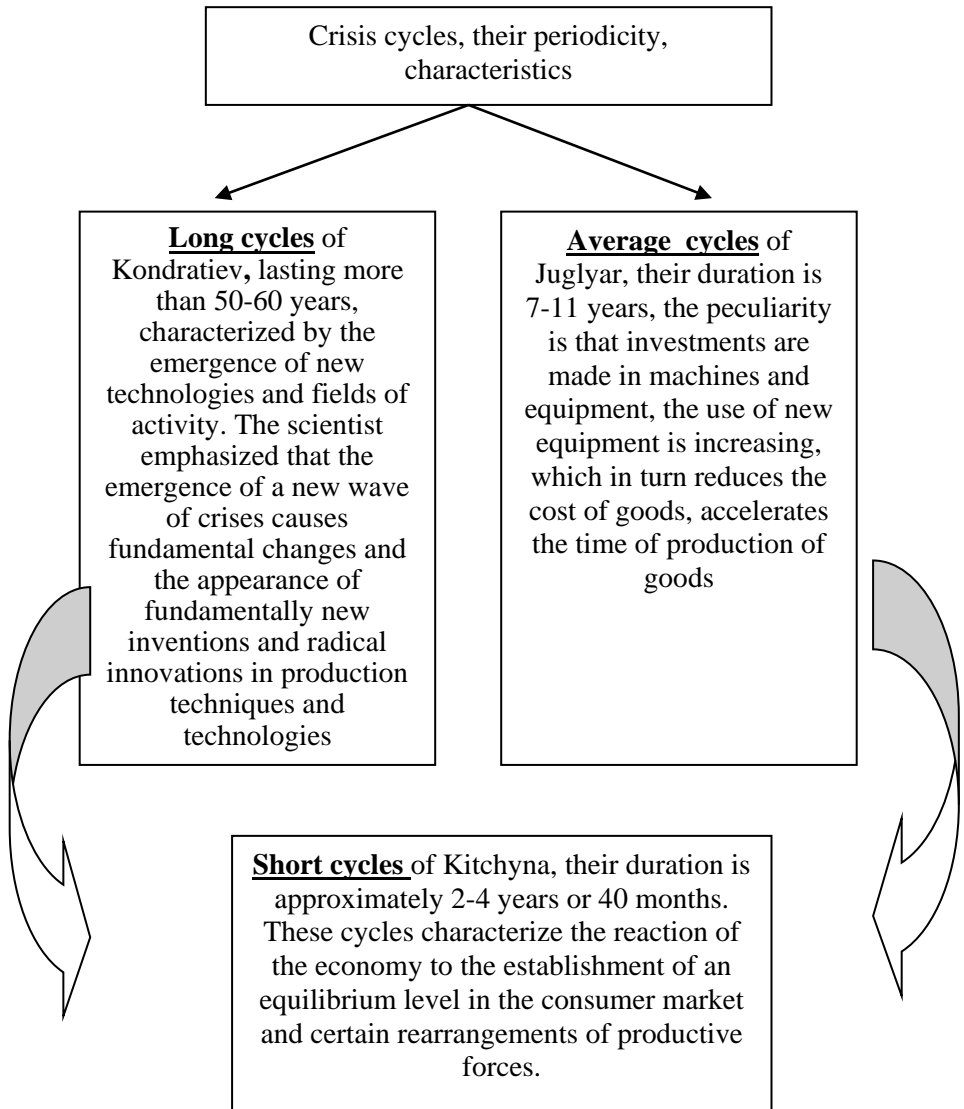 Crisis cycles, their periodicity,
characteristics
Long cycles of
Kondratiev, lasting more
than 50-60 years,
characterized by the
emergence of new
technologies and fields of
activity. The scientist
emphasized that the
emergence of a new wave
of crises causes
fundamental changes and
the appearance of
fundamentally new
inventions and radical
innovations in production
techniques and
technologies
Average cycles of
Juglyar, their duration is
7-11 years, the peculiarity
is that investments are
made in machines and
equipment, the use of new
equipment is increasing,
which in turn reduces the
cost of goods, accelerates
the time of production of
goods
Short cycles of Kitchyna, their duration is
approximately 2-4 years or 40 months.
These cycles characterize the reaction of
the economy to the establishment of an
equilibrium level in the consumer market
and certain rearrangements of productive
forces.